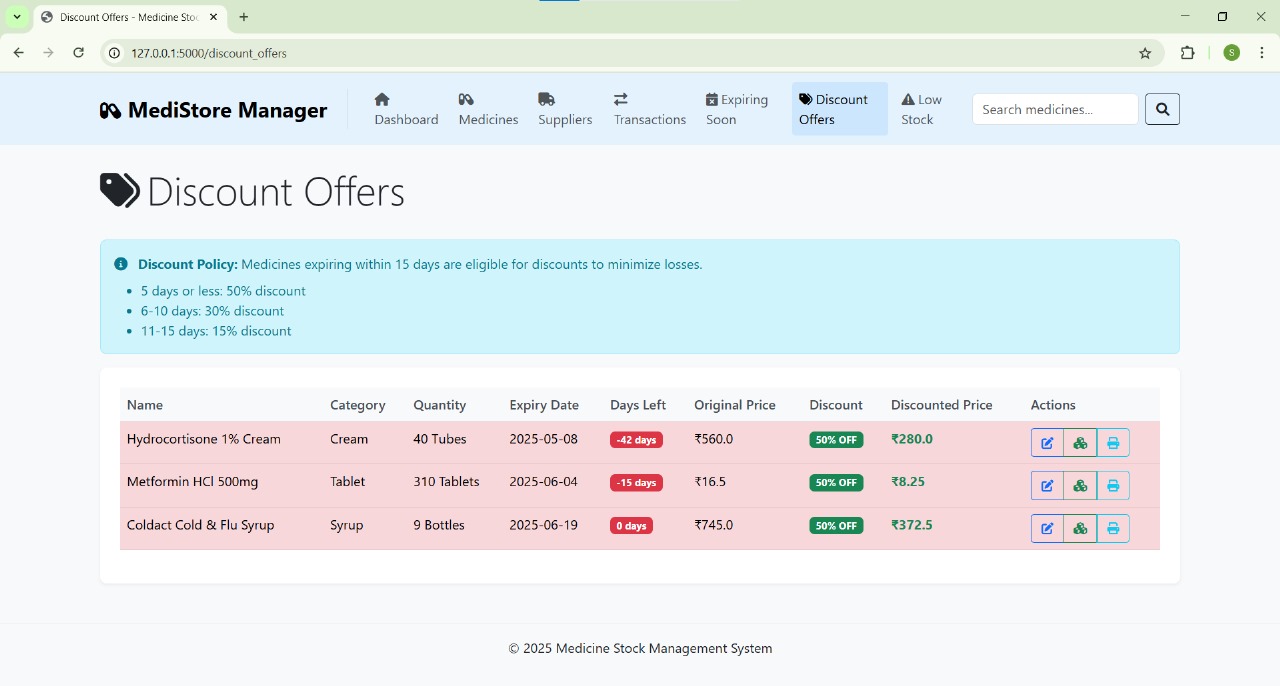 Discount Offers - Medicine Stoc
127.0.0.1:5000/discount_offers
S
MediStore Manager
Dashboard
Medicines
Suppliers
Transactions
Expiring
Soon
Discount
Offers
Low
Stock
Search medicines...
Discount Offers
Discount Policy: Medicines expiring within 15 days are eligible for discounts to minimize losses.
• 5 days or less: 50% discount
• 6-10 days: 30% discount
• 11-15 days: 15% discount
Name Category Quantity Expiry Date Days Left Original Price Discount Discounted Price Actions
Hydrocortisone 1% Cream Cream 40 Tubes 2025-05-08 -42 days ₹560.0 50% OFF ₹280.0
Metformin HCl 500mg Tablet 310 Tablets 2025-06-04 -15 days ₹16.5 50% OFF ₹8.25
Coldact Cold & Flu Syrup Syrup 9 Bottles 2025-06-19 0 days ₹745.0 50% OFF ₹372.5
© 2025 Medicine Stock Management System